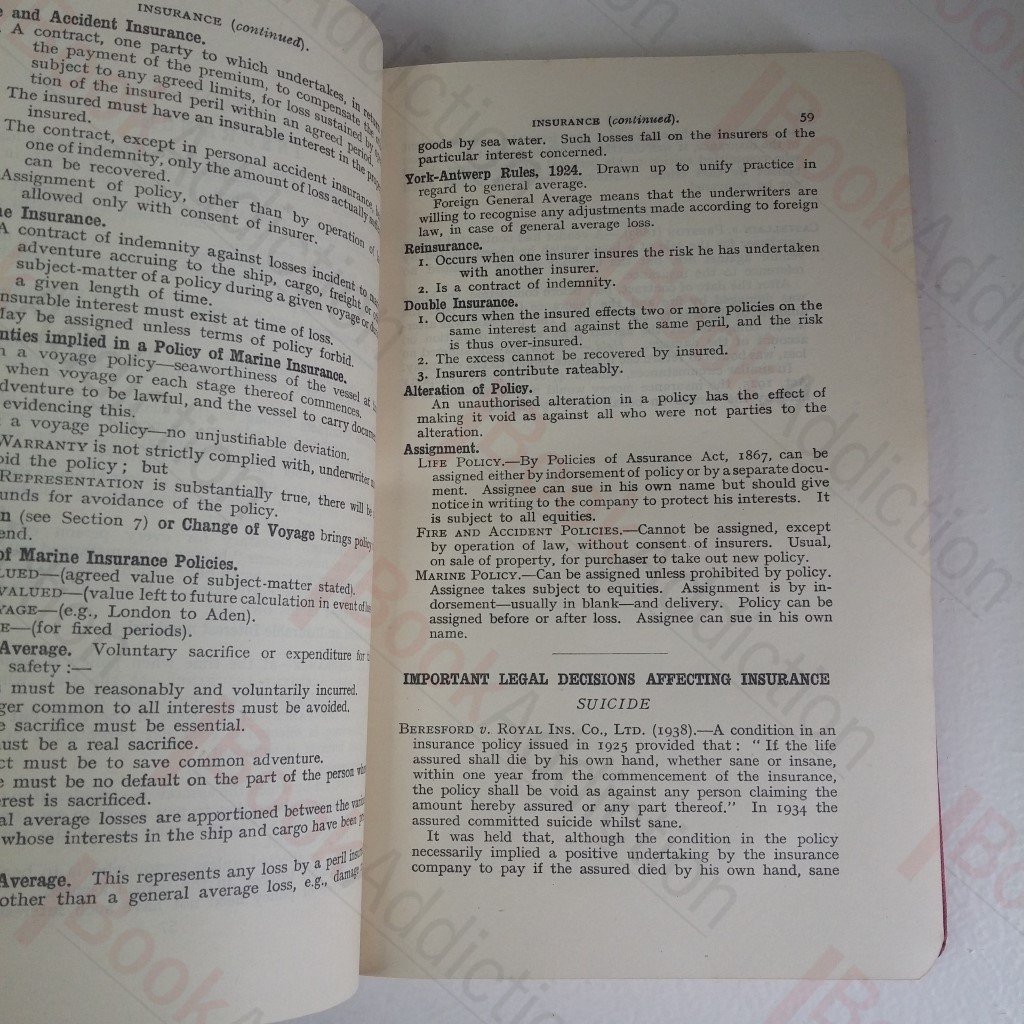 INSURANCE (continued).
e and Accident Insurance.
A contract, one party to which undertakes, in return
the payment of the premium, to compensate the
subject to any agreed limits, for loss sustained by
tion of the insured peril within an agreed period.
The insured must have an insurable interest in the
insured.
The contract, except in personal accident insurance,
one of indemnity, only the amount of loss actually
can be recovered.
Assignment of policy, other than by operation of
allowed only with consent of insurer.
ne Insurance.
A contract of indemnity against losses incident to
adventure accruing to the ship, cargo, freight or
subject-matter of a policy during a given voyage or
a given length of time.
nsurable interest must exist at time of loss.
May be assigned unless terms of policy forbid.
nties implied in a Policy of Marine Insurance.
n a voyage policy—seaworthiness of the vessel at
when voyage or each stage thereof commences.
dventure to be lawful, and the vessel to carry
evidencing this.
a voyage policy—no unjustifiable deviation.
WARRANTY is not strictly complied with, underwriter
oid the policy; but
REPRESENTATION is substantially true, there will be
unds for avoidance of the policy.
n (see Section 7) or Change of Voyage brings policy
end.
of Marine Insurance Policies.
LUED—(agreed value of subject-matter stated).
VALUED—(value left to future calculation in event of
YAGE—(e.g., London to Aden).
E—(for fixed periods).
Average. Voluntary sacrifice or expenditure for
safety :—
must be reasonably and voluntarily incurred.
ger common to all interests must be avoided.
e sacrifice must be essential.
must be a real sacrifice.
ct must be to save common adventure.
e must be no default on the part of the person
erest is sacrificed.
al average losses are apportioned between the
whose interests in the ship and cargo have been
Average. This represents any loss by a peril
other than a general average loss, e.g., damage
INSURANCE (continued). 59
goods by sea water. Such losses fall on the insurers of the
particular interest concerned.
York-Antwerp Rules, 1924. Drawn up to unify practice in
regard to general average.
Foreign General Average means that the underwriters are
willing to recognise any adjustments made according to foreign
law, in case of general average loss.
Reinsurance.
1. Occurs when one insurer insures the risk he has undertaken
with another insurer.
2. Is a contract of indemnity.
Double Insurance.
1. Occurs when the insured effects two or more policies on the
same interest and against the same peril, and the risk
is thus over-insured.
2. The excess cannot be recovered by insured.
3. Insurers contribute rateably.
Alteration of Policy.
An unauthorised alteration in a policy has the effect of
making it void as against all who were not parties to the
alteration.
Assignment.
LIFE POLICY.—By Policies of Assurance Act, 1867, can be
assigned either by indorsement of policy or by a separate docu-
ment. Assignee can sue in his own name but should give
notice in writing to the company to protect his interests. It
is subject to all equities.
FIRE AND ACCIDENT POLICIES.—Cannot be assigned, except
by operation of law, without consent of insurers. Usual,
on sale of property, for purchaser to take out new policy.
MARINE POLICY.—Can be assigned unless prohibited by policy.
Assignee takes subject to equities. Assignment is by in-
dorsement—usually in blank—and delivery. Policy can be
assigned before or after loss. Assignee can sue in his own
name.
IMPORTANT LEGAL DECISIONS AFFECTING INSURANCE
SUICIDE
BERESFORD v. ROYAL INS. CO., LTD. (1938).—A condition in an
insurance policy issued in 1925 provided that: "If the life
assured shall die by his own hand, whether sane or insane,
within one year from the commencement of the insurance,
the policy shall be void as against any person claiming the
amount hereby assured or any part thereof." In 1934 the
assured committed suicide whilst sane.
It was held that, although the condition in the policy
necessarily implied a positive undertaking by the insurance
company to pay if the assured died by his own hand, sane